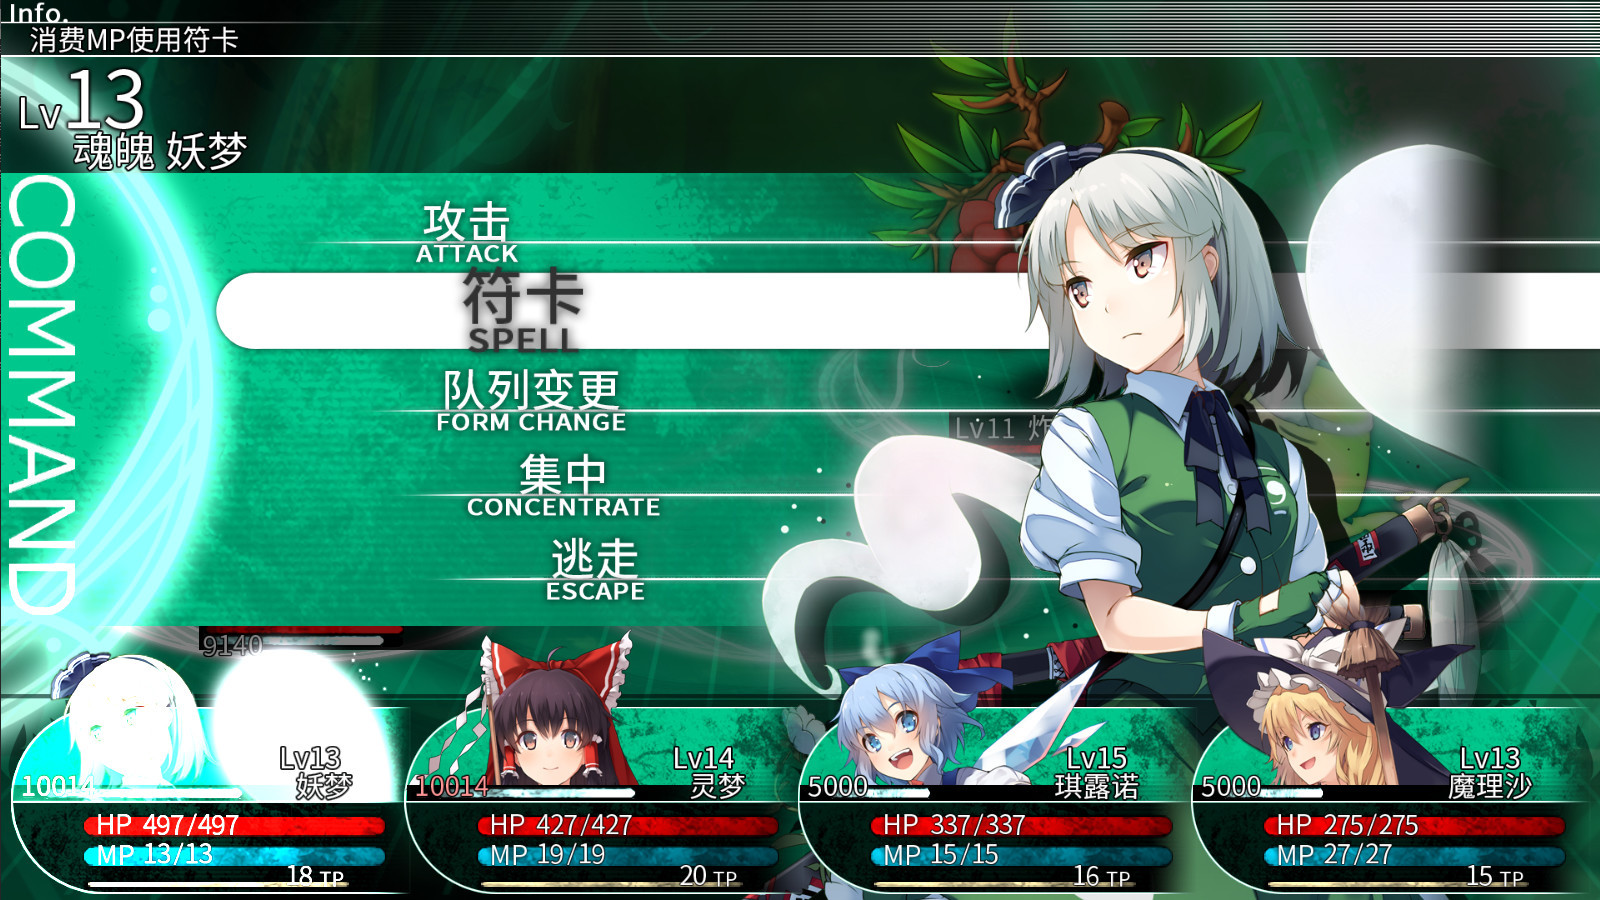 Info.
消费MP使用符卡
Lv13
魂魄 妖梦
COMMAND
攻击
ATTACK
符卡
SPELL
队列变更
FORM CHANGE
Lv11 炸
集中
CONCENTRATE
逃走
ESCAPE
9140
Lv13
10014 妖梦
HP 497/497
MP 13/13
18 TP
Lv14
10014 灵梦
HP 427/427
MP 19/19
20 TP
Lv15
5000 琪露诺
HP 337/337
MP 15/15
16 TP
Lv13
5000 魔理沙
HP 275/275
MP 27/27
15 TP